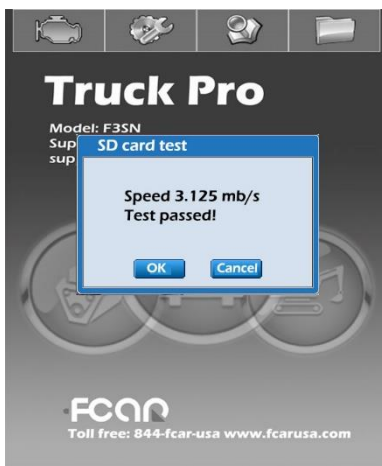 Truck Pro
Model: F3SN
Sup
sup
SD card test
Speed 3.125 mb/s
Test passed!
OK Cancel
FCAR
Toll free: 844-fcar-usa www.fcarusa.com